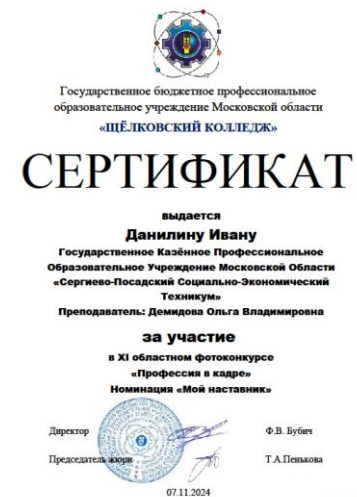 Государственное бюджетное профессиональное
образовательное учреждение Московской области
«ЩЁЛКОВСКИЙ КОЛЛЕДЖ»
СЕРТИФИКАТ
выдается
Данилину Ивану
Государственное Казённое Профессиональное
Образовательное Учреждение Московской Области
«Сергиево-Посадский Социально-Экономический
Техникум»
Преподаватель: Демидова Ольга Владимировна
за участие
в XI областном фотоконкурсе
«Профессия в кадре»
Номинация «Мой наставник»
Директор Ф.В. Бубич
Председатель жюри Т.А.Пенькова
07.11.2024